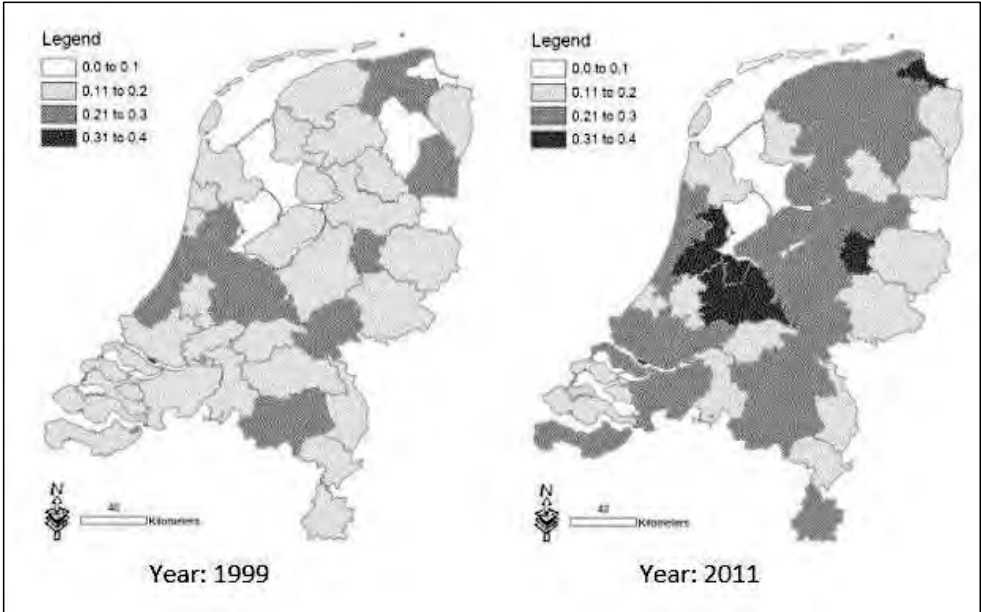 Legend
0.0 to 0.1
0.11 to 0.2
0.21 to 0.3
0.31 to 0.4
N
Kilometers
Year: 1999
Legend
0.0 to 0.1
0.11 to 0.2
0.21 to 0.3
0.31 to 0.4
N
Kilometers
Year: 2011